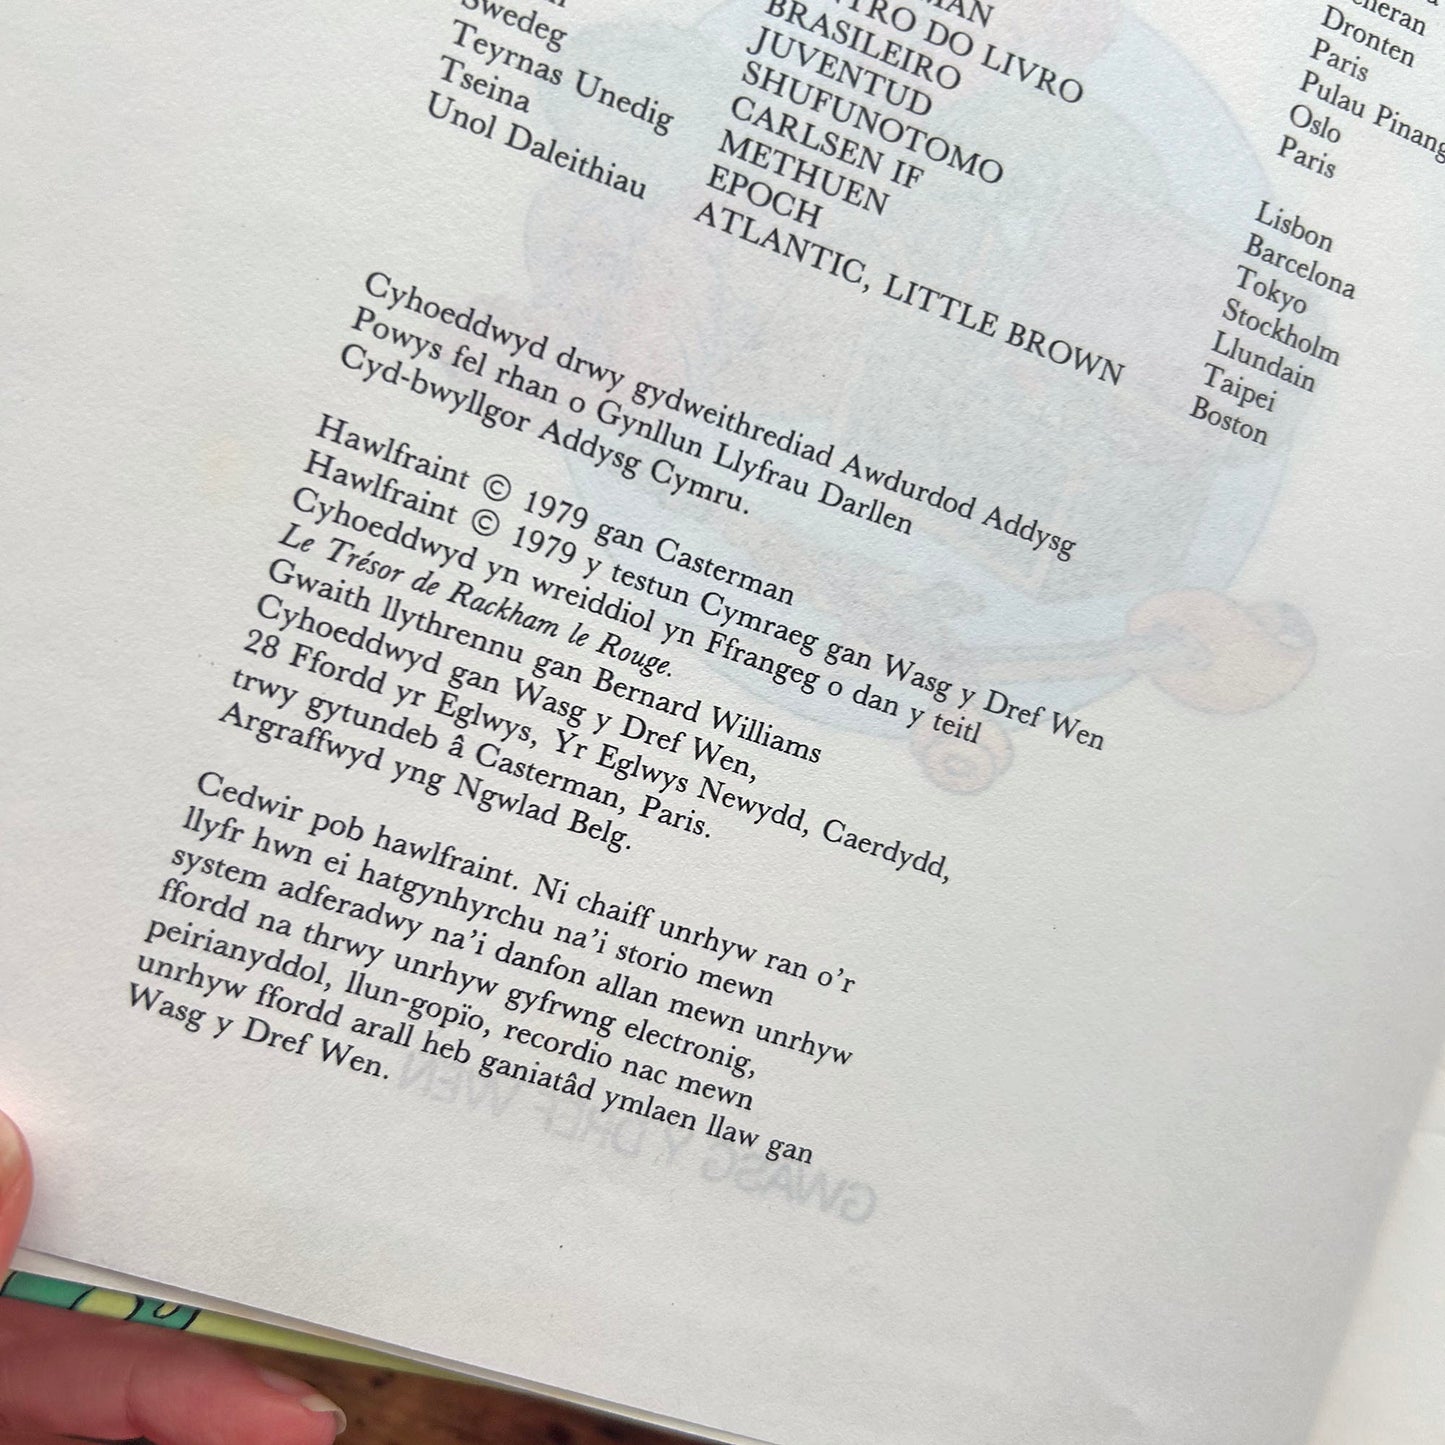 Swedeg
Teyrnas Unedig
Tseina
Unol Daleithiau
DO LIVRO
BRASILEIRO
JUVENTUD
SHUFUNOTOMO
CARLSEN IF
METHUEN
EPOCH
ATLANTIC, LITTLE BROWN
Dronten
Paris
Pulau Pinang
Oslo
Paris
Lisbon
Barcelona
Tokyo
Stockholm
Llundain
Taipei
Boston
Cyhoeddwyd drwy gydweithrediad Awdurdod Addysg
Powys fel rhan o Gynllun Llyfrau Darllen
Cyd-bwyllgor Addysg Cymru.
Hawlfraint © 1979 gan Casterman
Hawlfraint © 1979 y testun Cymraeg gan Wasg y Dref Wen
Cyhoeddwyd yn wreiddiol yn Ffrangeg o dan y teitl
Le Trésor de Rackham le Rouge.
Gwaith llythrennu gan Bernard Williams
Cyhoeddwyd gan Wasg y Dref Wen,
28 Ffordd yr Eglwys, Yr Eglwys Newydd, Caerdydd,
trwy gytundeb â Casterman, Paris.
Argraffwyd yng Ngwlad Belg.
Cedwir pob hawlfraint. Ni chaiff unrhyw ran o'r
llyfr hwn ei hatgynhyrchu na'i storio mewn
system adferadwy na'i danfon allan mewn unrhyw
ffordd na thrwy unrhyw gyfrwng electronig,
peirianyddol, llun-gopïo, recordio nac mewn
unrhyw ffordd arall heb ganiatâd ymlaen llaw gan
Wasg y Dref Wen.
GWASG Y DREF WEN